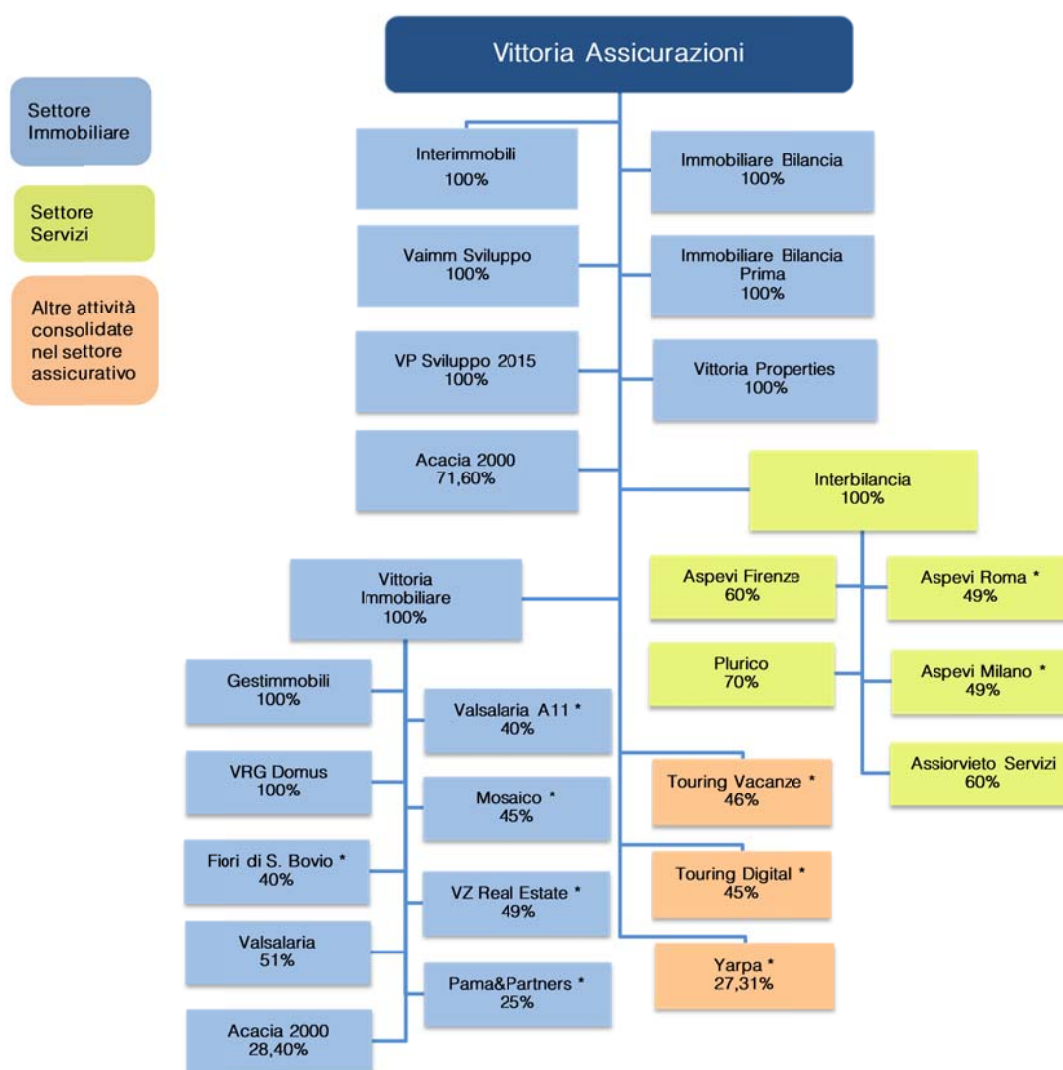 Vittoria Assicurazioni
Settore
Immobiliare
Settore
Servizi
Altre attività
consolidate
nel settore
assicurativo
Interimmobili
100%
Immobiliare Bilancia
100%
Vaimm Sviluppo
100%
Immobiliare Bilancia
Prima
100%
VP Sviluppo 2015
100%
Vittoria Properties
100%
Acacia 2000
71,60%
Interbilancia
100%
Aspevi Firenze
60%
Aspevi Roma *
49%
Plurico
70%
Aspevi Milano *
49%
Assiorvieto Servizi
60%
Vittoria
Immobiliare
100%
Gestimmobili
100%
Valsalaria A11 *
40%
VRG Domus
100%
Mosaico *
45%
Fiori di S. Bovio *
40%
VZ Real Estate *
49%
Valsalaria
51%
Pama&Partners *
25%
Acacia 2000
28,40%
Touring Vacanze *
46%
Touring Digital *
45%
Yarpa *
27,31%